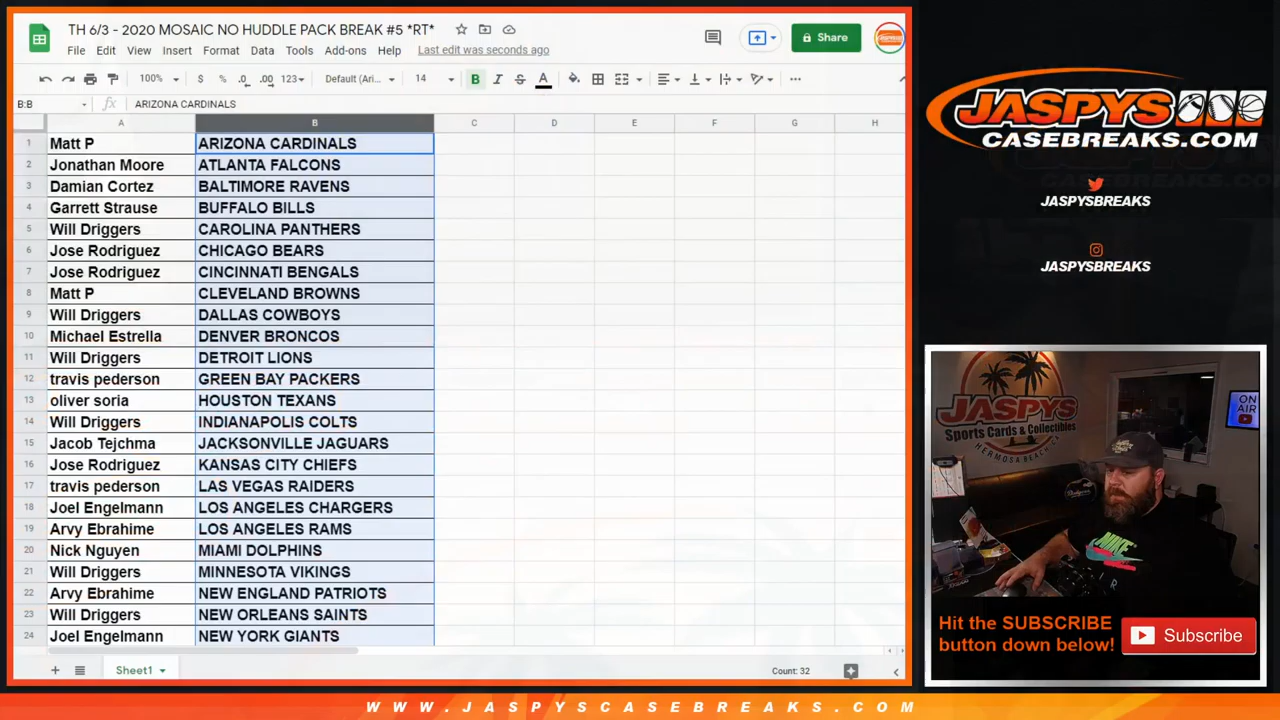 TH 6/3 - 2020 MOSAIC NO HUDDLE PACK BREAK #5 *RT*
File Edit View Insert Format Data Tools Add-ons Help Last edit was seconds ago
Share
100% $ % .0 .00 123 Default (Ari... 14 B I S A
B:B fx ARIZONA CARDINALS
A B C D E F G H
1 Matt P ARIZONA CARDINALS
2 Jonathan Moore ATLANTA FALCONS
3 Damian Cortez BALTIMORE RAVENS
4 Garrett Strause BUFFALO BILLS
5 Will Driggers CAROLINA PANTHERS
6 Jose Rodriguez CHICAGO BEARS
7 Jose Rodriguez CINCINNATI BENGALS
8 Matt P CLEVELAND BROWNS
9 Will Driggers DALLAS COWBOYS
10 Michael Estrella DENVER BRONCOS
11 Will Driggers DETROIT LIONS
12 travis pederson GREEN BAY PACKERS
13 oliver soria HOUSTON TEXANS
14 Will Driggers INDIANAPOLIS COLTS
15 Jacob Tejchma JACKSONVILLE JAGUARS
16 Jose Rodriguez KANSAS CITY CHIEFS
17 travis pederson LAS VEGAS RAIDERS
18 Joel Engelmann LOS ANGELES CHARGERS
19 Arvy Ebrahime LOS ANGELES RAMS
20 Nick Nguyen MIAMI DOLPHINS
21 Will Driggers MINNESOTA VIKINGS
22 Arvy Ebrahime NEW ENGLAND PATRIOTS
23 Will Driggers NEW ORLEANS SAINTS
24 Joel Engelmann NEW YORK GIANTS
Sheet1
Count: 32
JASPYS
CASEBREAKS.COM
JASPYSBREAKS
JASPYSBREAKS
JASPYS
Sports Cards & Collectibles
HERMOSA BEACH CA
ON
AIR
NIKE
Hit the SUBSCRIBE
button down below!
Subscribe
WWW.JASPYSCASEBREAKS.COM